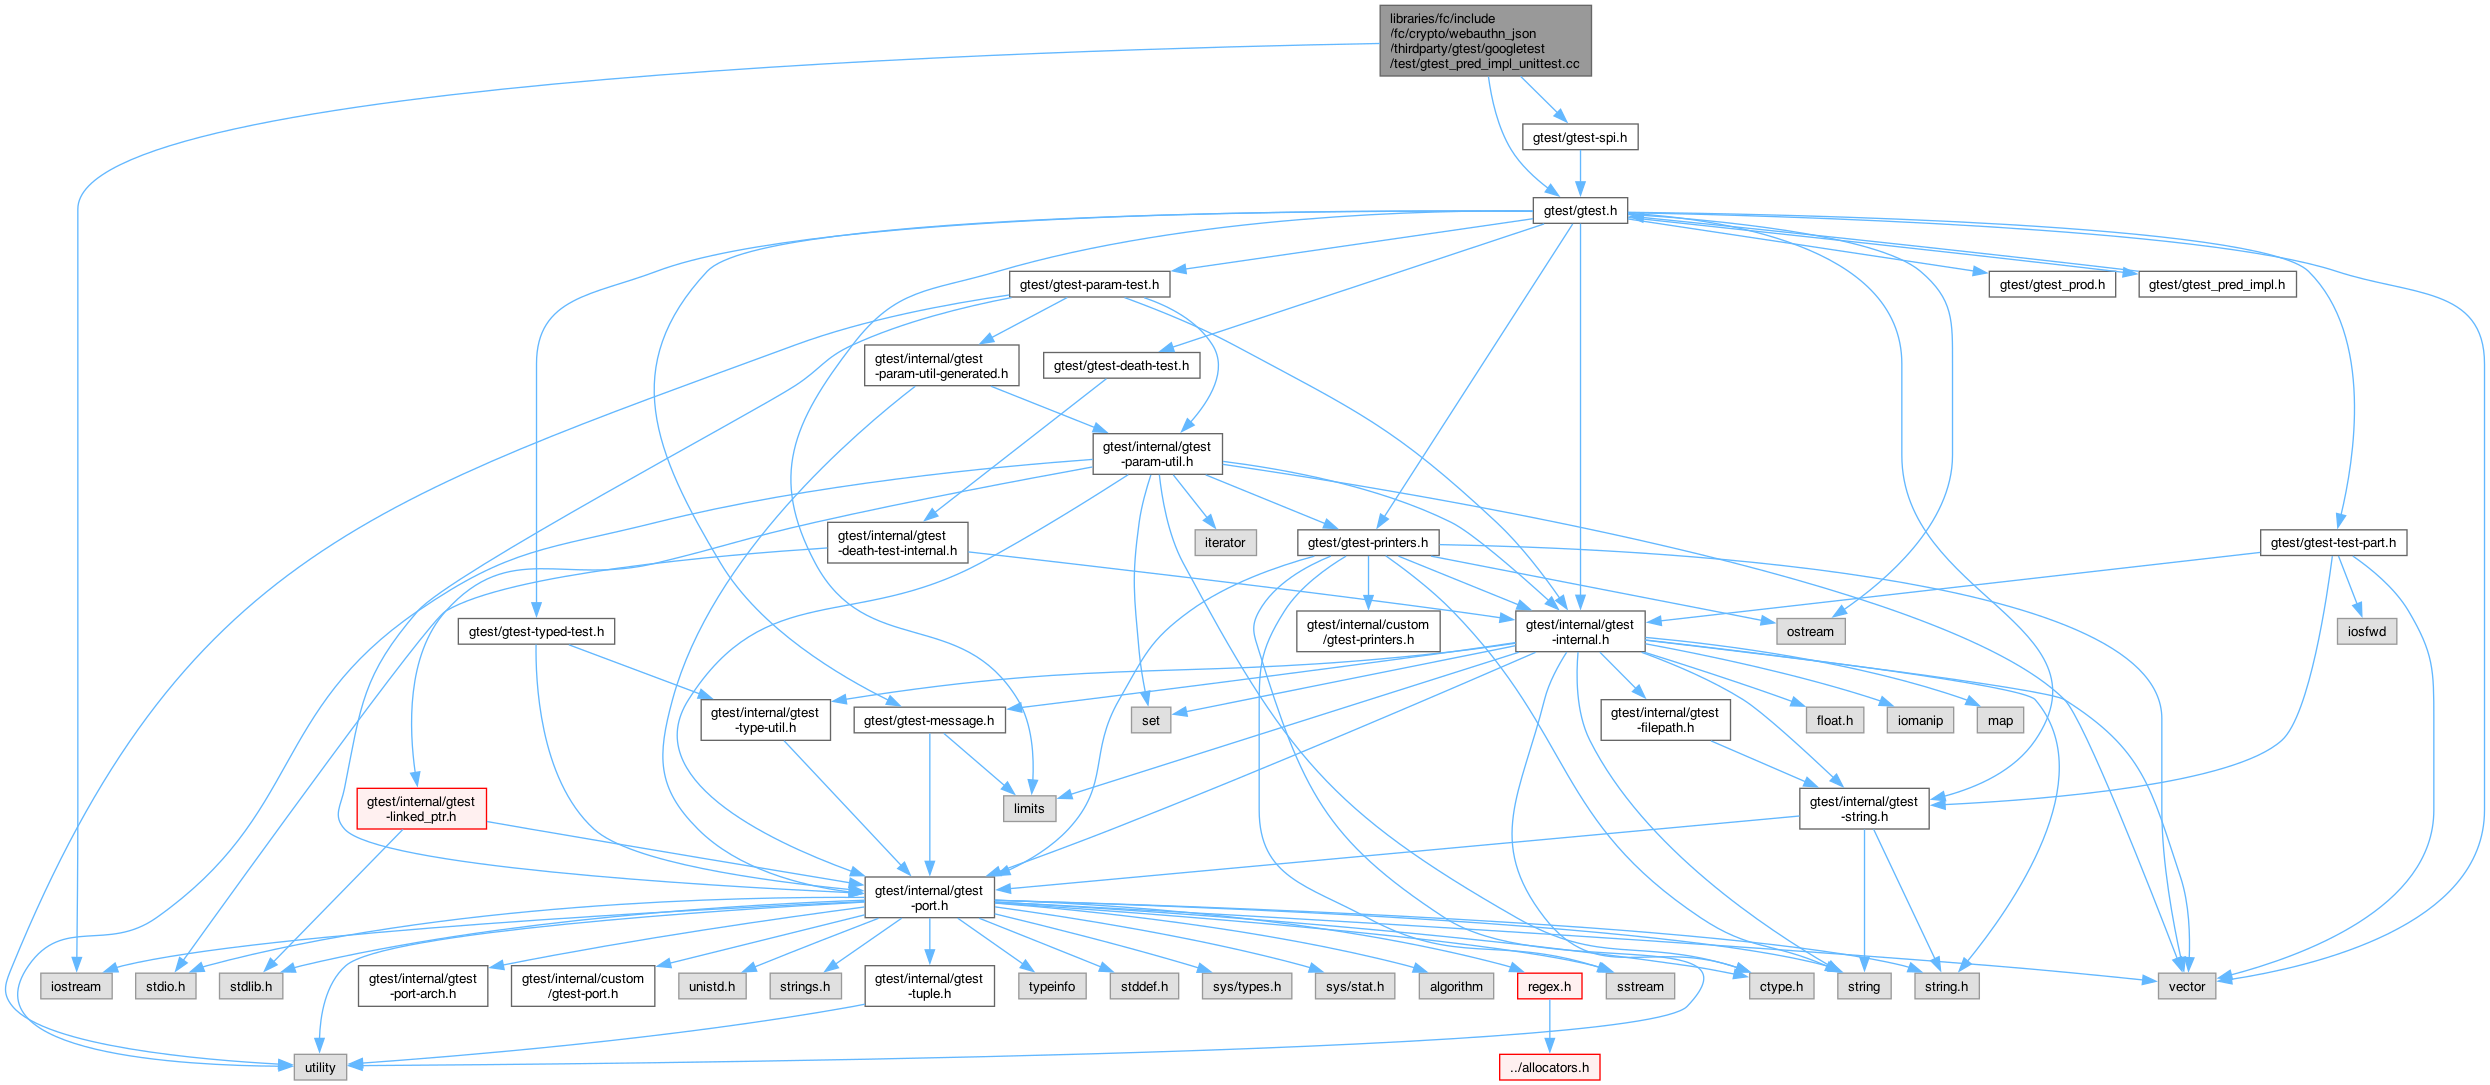 libraries/fc/include
/fc/crypto/webauthn_json
/thirdparty/gtest/googletest
/test/gtest_pred_impl_unittest.cc
gtest/gtest-spi.h
gtest/gtest.h
gtest/gtest-param-test.h
gtest/gtest_prod.h
gtest/gtest_pred_impl.h
gtest/internal/gtest
-param-util-generated.h
gtest/gtest-death-test.h
gtest/internal/gtest
-param-util.h
gtest/internal/gtest
-death-test-internal.h
iterator
gtest/gtest-printers.h
gtest/gtest-test-part.h
gtest/gtest-typed-test.h
gtest/internal/custom
/gtest-printers.h
gtest/internal/gtest
-internal.h
ostream
iosfwd
gtest/internal/gtest
-type-util.h
gtest/gtest-message.h
set
gtest/internal/gtest
-filepath.h
float.h
iomanip
map
gtest/internal/gtest
-linked_ptr.h
limits
gtest/internal/gtest
-string.h
gtest/internal/gtest
-port.h
iostream
stdio.h
stdlib.h
gtest/internal/gtest
-port-arch.h
gtest/internal/custom
/gtest-port.h
unistd.h
strings.h
gtest/internal/gtest
-tuple.h
typeinfo
stddef.h
sys/types.h
sys/stat.h
algorithm
regex.h
sstream
ctype.h
string
string.h
vector
utility
../allocators.h